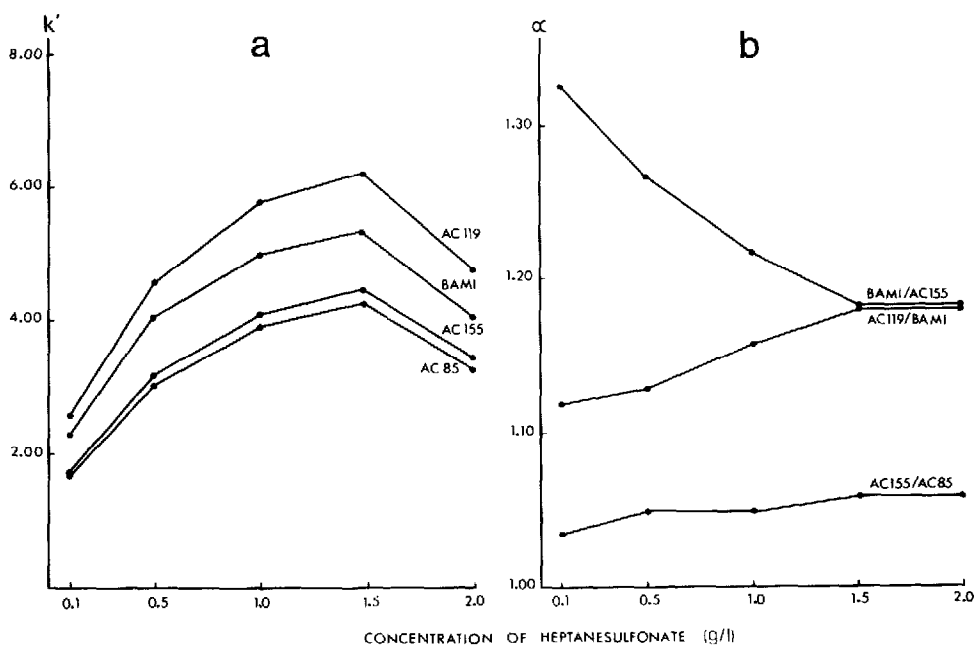 k'
a
8.00
6.00
4.00
2.00
AC 119
BAMI
AC 155
AC 85
0.1 0.5 1.0 1.5 2.0
∝
b
1.30
1.20
1.10
1.00
BAMI/AC155
AC119/BAMI
AC155/AC85
0.1 0.5 1.0 1.5 2.0
CONCENTRATION OF HEPTANESULFONATE (g/l)